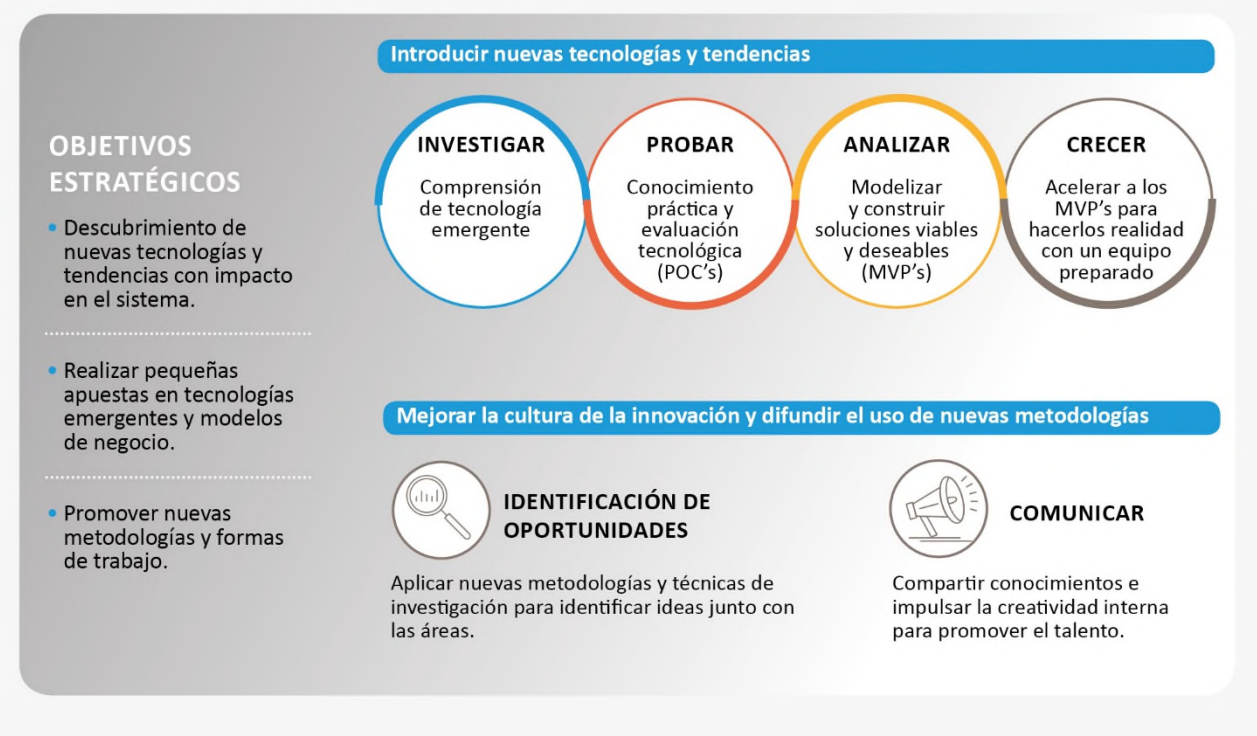 OBJETIVOS
ESTRATÉGICOS
• Descubrimiento de
nuevas tecnologías y
tendencias con impacto
en el sistema.
• Realizar pequeñas
apuestas en tecnologías
emergentes y modelos
de negocio.
• Promover nuevas
metodologías y formas
de trabajo.
Introducir nuevas tecnologías y tendencias
INVESTIGAR
Comprensión
de tecnología
emergente
PROBAR
Conocimiento
práctica y
evaluación
tecnológica
(POC’s)
ANALIZAR
Modelizar
y construir
soluciones viables
y deseables
(MVP’s)
CRECER
Acelerar a los
MVP’s para
hacerlos realidad
con un equipo
preparado
Mejorar la cultura de la innovación y difundir el uso de nuevas metodologías
IDENTIFICACIÓN DE
OPORTUNIDADES
Aplicar nuevas metodologías y técnicas de
investigación para identificar ideas junto con
las áreas.
COMUNICAR
Compartir conocimientos e
impulsar la creatividad interna
para promover el talento.